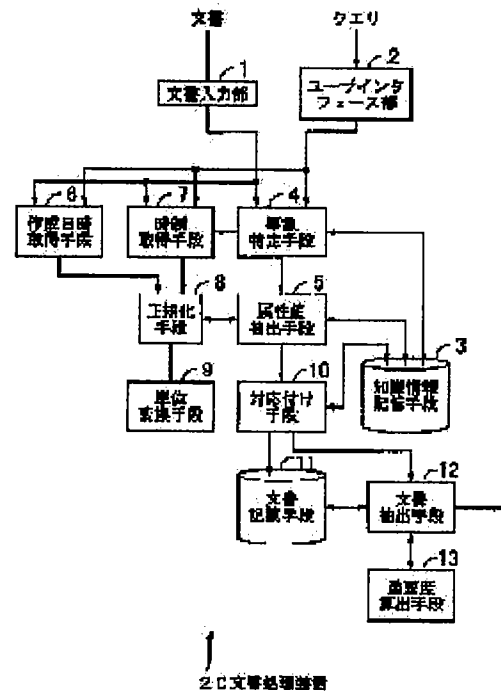 文書
クエリ
1
文書入力部
2
ユーザインタ
フェース部
6
作成日時
取得手段
7
時制
取得手段
4
事象
特定手段
8
正規化
手段
5
属性値
抽出手段
3
知識情報
記憶手段
9
単位
変換手段
10
対応付け
手段
11
文書
記憶手段
12
文書
抽出手段
13
重要度
算出手段
20文書処理装置